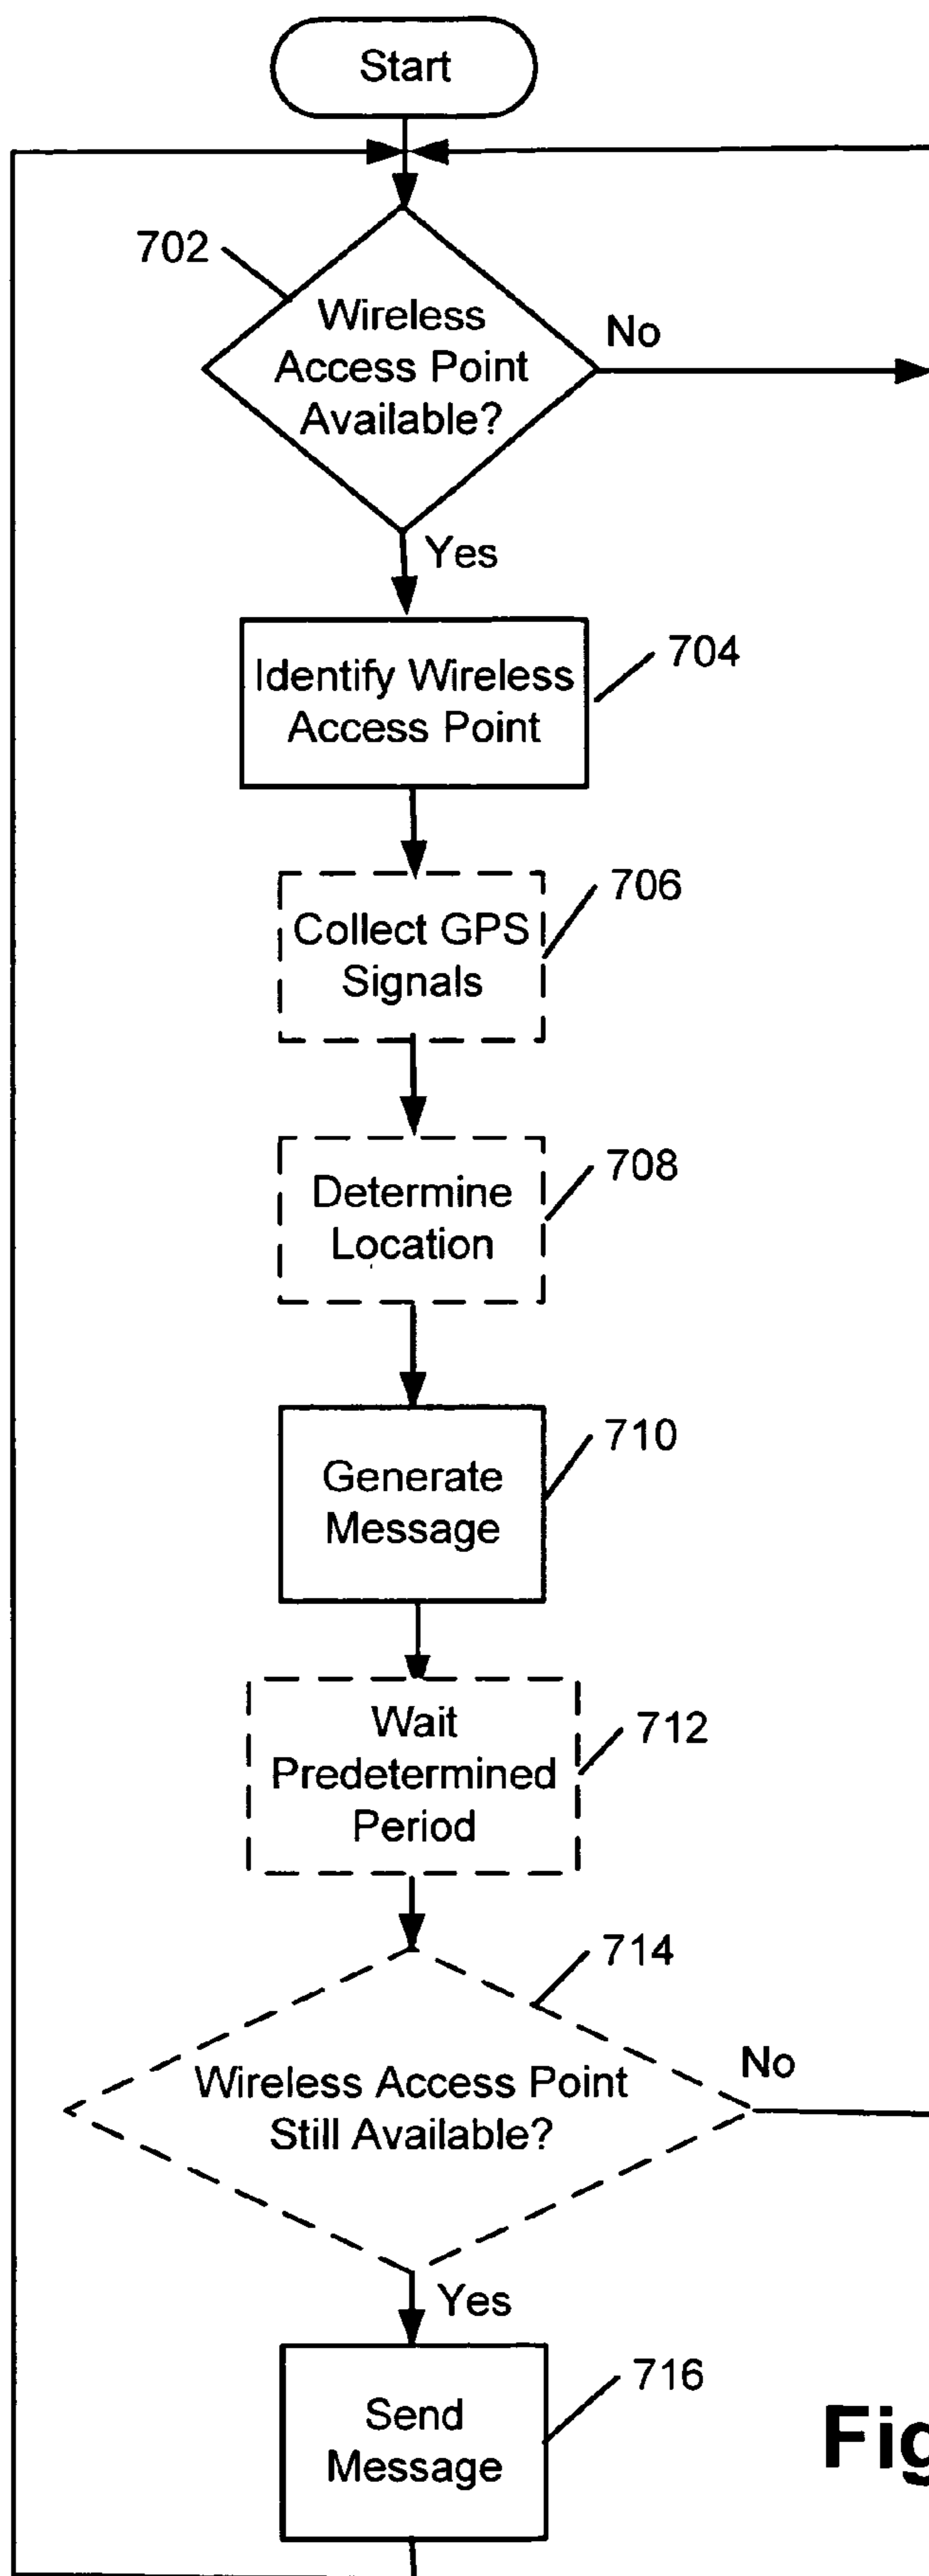 Start
702
Wireless
Access Point
Available?
No
Yes
Identify Wireless
Access Point
704
Collect GPS
Signals
706
Determine
Location
708
Generate
Message
710
Wait
Predetermined
Period
712
714
Wireless Access Point
Still Available?
No
Yes
Send
Message
716
Fig